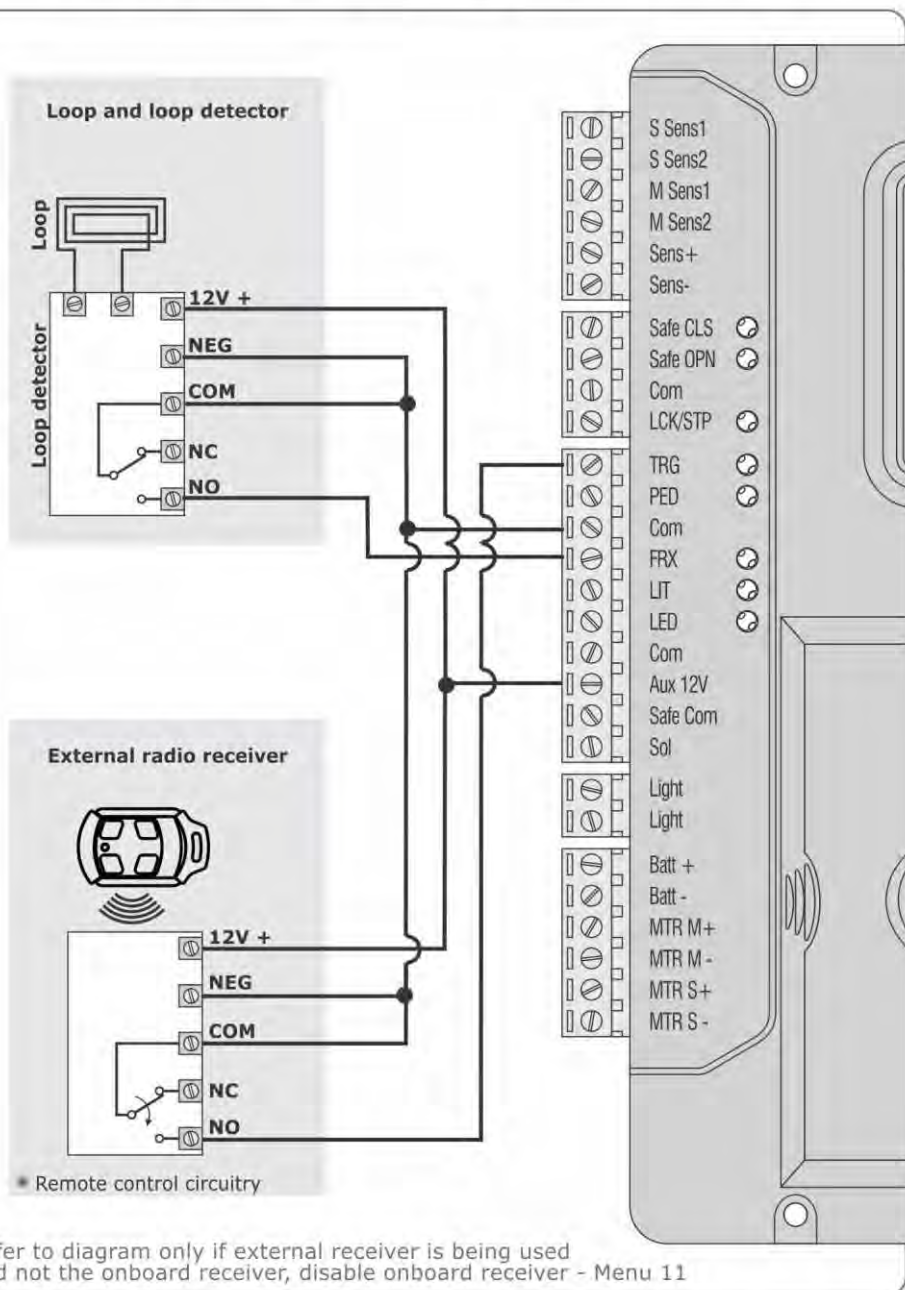 Loop and loop detector
Loop
Loop detector
12V +
NEG
COM
NC
NO
External radio receiver
12V +
NEG
COM
NC
NO
* Remote control circuitry
S Sens1
S Sens2
M Sens1
M Sens2
Sens+
Sens-
Safe CLS
Safe OPN
Com
LCK/STP
TRG
PED
Com
FRX
LIT
LED
Com
Aux 12V
Safe Com
Sol
Light
Light
Batt +
Batt -
MTR M+
MTR M -
MTR S+
MTR S -
to diagram only if external receiver is being used
not the onboard receiver, disable onboard receiver - Menu 11